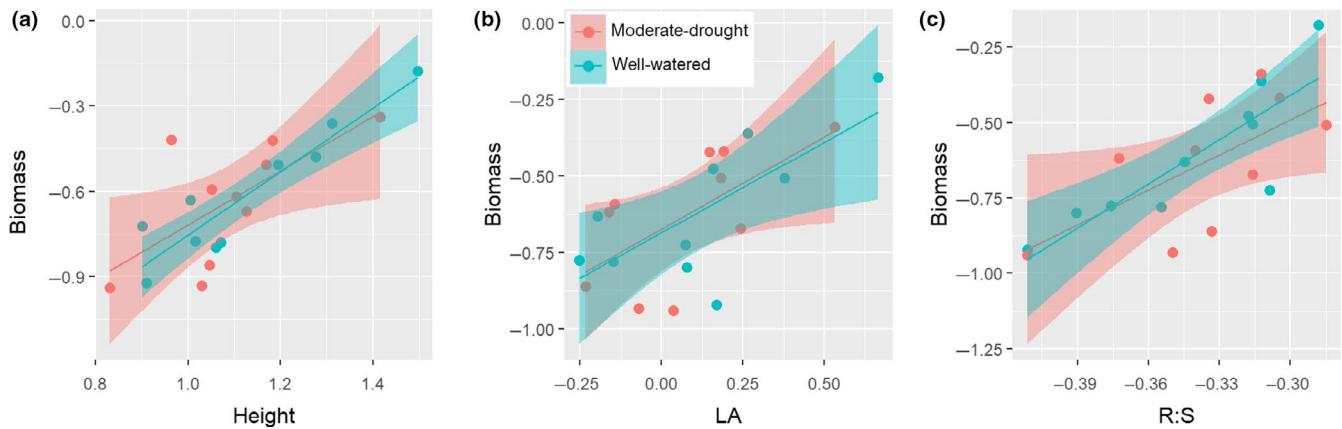 (a)
0.0
−0.3
−0.6
−0.9
Biomass
0.8 1.0 1.2 1.4
Height
(b)
0.00
−0.25
−0.50
−0.75
−1.00
Biomass
Moderate-drought
Well-watered
−0.25 0.00 0.25 0.50
LA
(c)
−0.25
−0.50
−0.75
−1.00
−1.25
Biomass
−0.39 −0.36 −0.33 −0.30
R:S